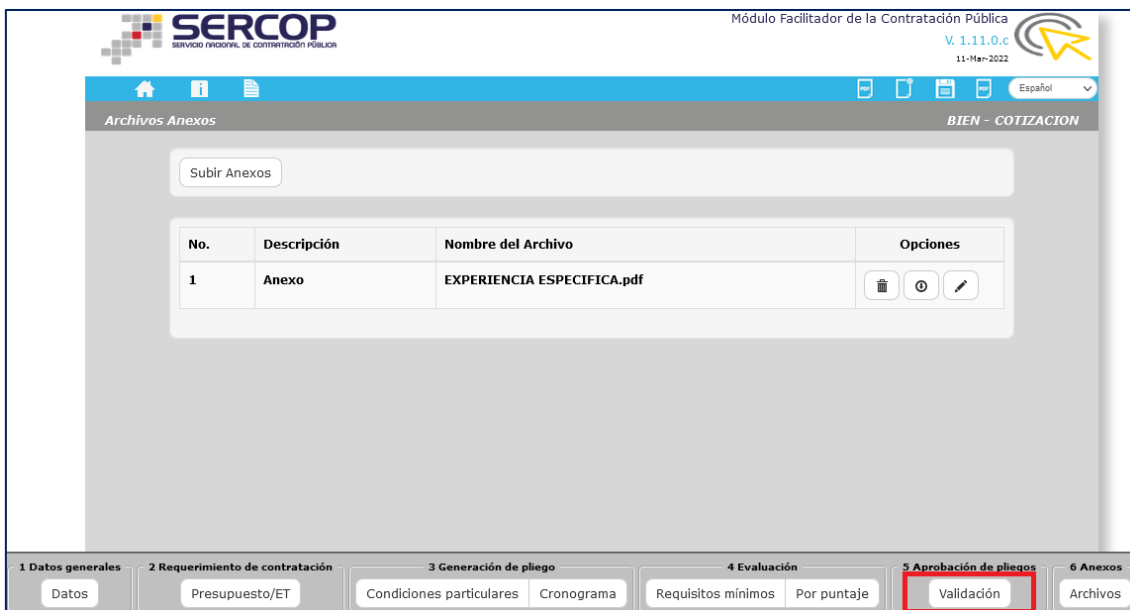 SERCOP
SERVICIO NACIONAL DE CONTRATACIÓN PÚBLICA
Módulo Facilitador de la Contratación Pública
V. 1.11.0.c
11-Mar-2022
PDF
PDF
Español
Archivos Anexos
BIEN - COTIZACION
Subir Anexos
No. Descripción Nombre del Archivo Opciones
1 Anexo EXPERIENCIA ESPECIFICA.pdf
1 Datos generales 2 Requerimiento de contratación 3 Generación de pliego 4 Evaluación 5 Aprobación de pliegos 6 Anexos
Datos Presupuesto/ET Condiciones particulares Cronograma Requisitos mínimos Por puntaje Validación Archivos